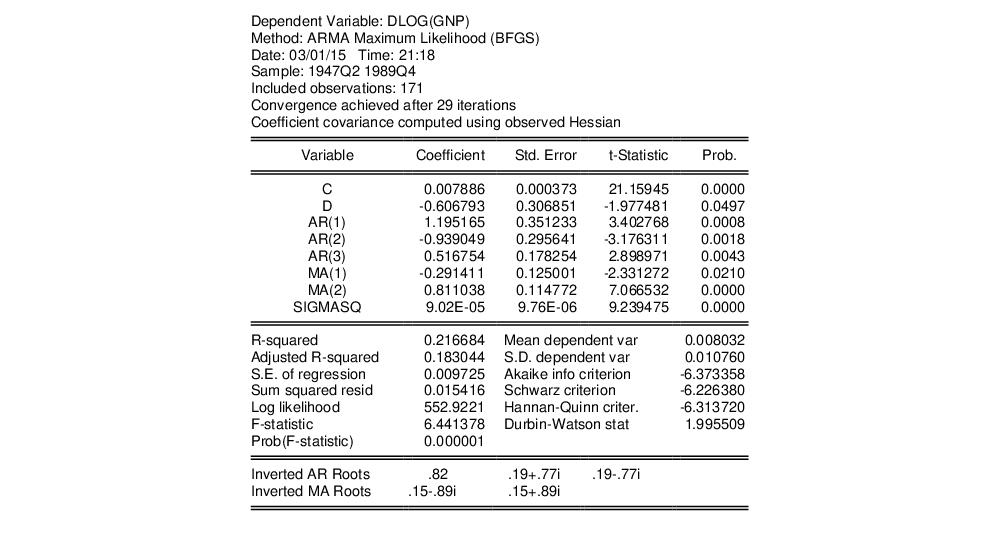 Dependent Variable: DLOG(GNP)
Method: ARMA Maximum Likelihood (BFGS)
Date: 03/01/15 Time: 21:18
Sample: 1947Q2 1989Q4
Included observations: 171
Convergence achieved after 29 iterations
Coefficient covariance computed using observed Hessian
Variable Coefficient Std. Error t-Statistic Prob.
C 0.007886 0.000373 21.15945 0.0000
D -0.606793 0.306851 -1.977481 0.0497
AR(1) 1.195165 0.351233 3.402768 0.0008
AR(2) -0.939049 0.295641 -3.176311 0.0018
AR(3) 0.516754 0.178254 2.898971 0.0043
MA(1) -0.291411 0.125001 -2.331272 0.0210
MA(2) 0.811038 0.114772 7.066532 0.0000
SIGMASQ 9.02E-05 9.76E-06 9.239475 0.0000
R-squared 0.216684 Mean dependent var 0.008032
Adjusted R-squared 0.183044 S.D. dependent var 0.010760
S.E. of regression 0.009725 Akaike info criterion -6.373358
Sum squared resid 0.015416 Schwarz criterion -6.226380
Log likelihood 552.9221 Hannan-Quinn criter. -6.313720
F-statistic 6.441378 Durbin-Watson stat 1.995509
Prob(F-statistic) 0.000001
Inverted AR Roots .82 .19+.77i .19-.77i
Inverted MA Roots .15-.89i .15+.89i